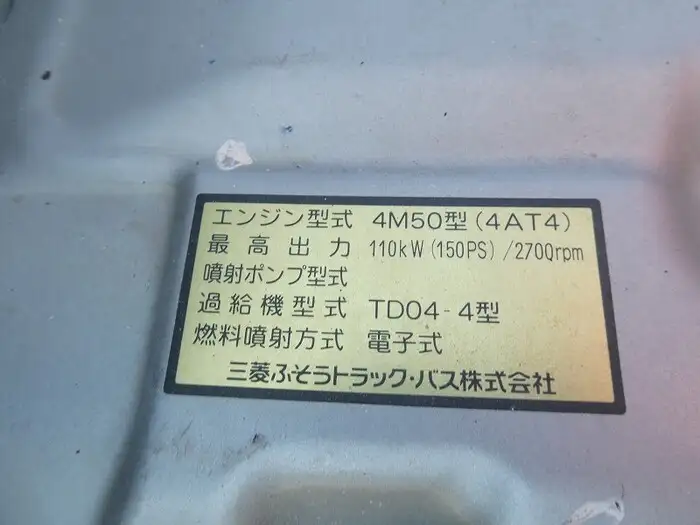 エンジン型式 4M50型(4AT4)
最高出力 110kW(150PS)/2700rpm
噴射ポンプ型式
過給機型式 TD04-4型
燃料噴射方式 電子式
三菱ふそうトラック・バス株式会社